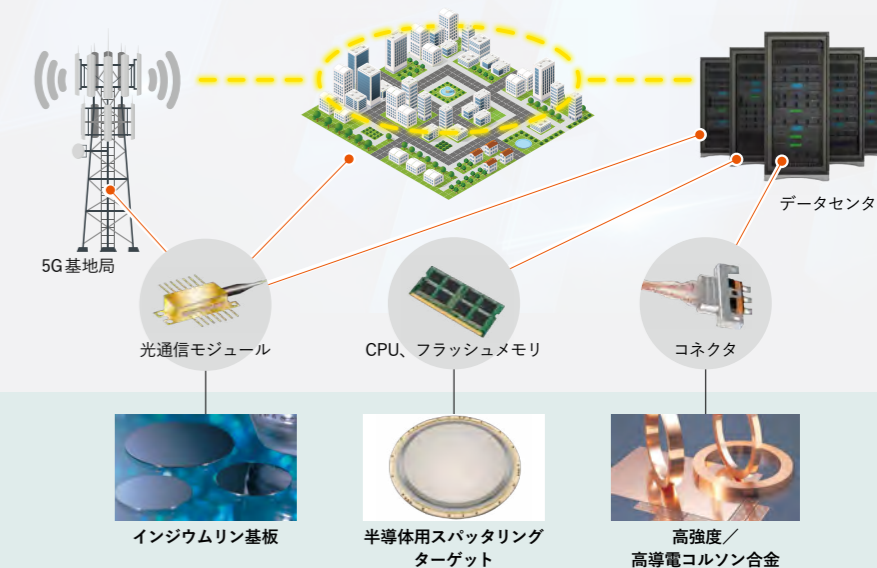 データセンタ
5G基地局
光通信モジュール
CPU、フラッシュメモリ
コネクタ
インジウムリン基板
半導体用スパッタリング
ターゲット
高強度／
高導電コルソン合金